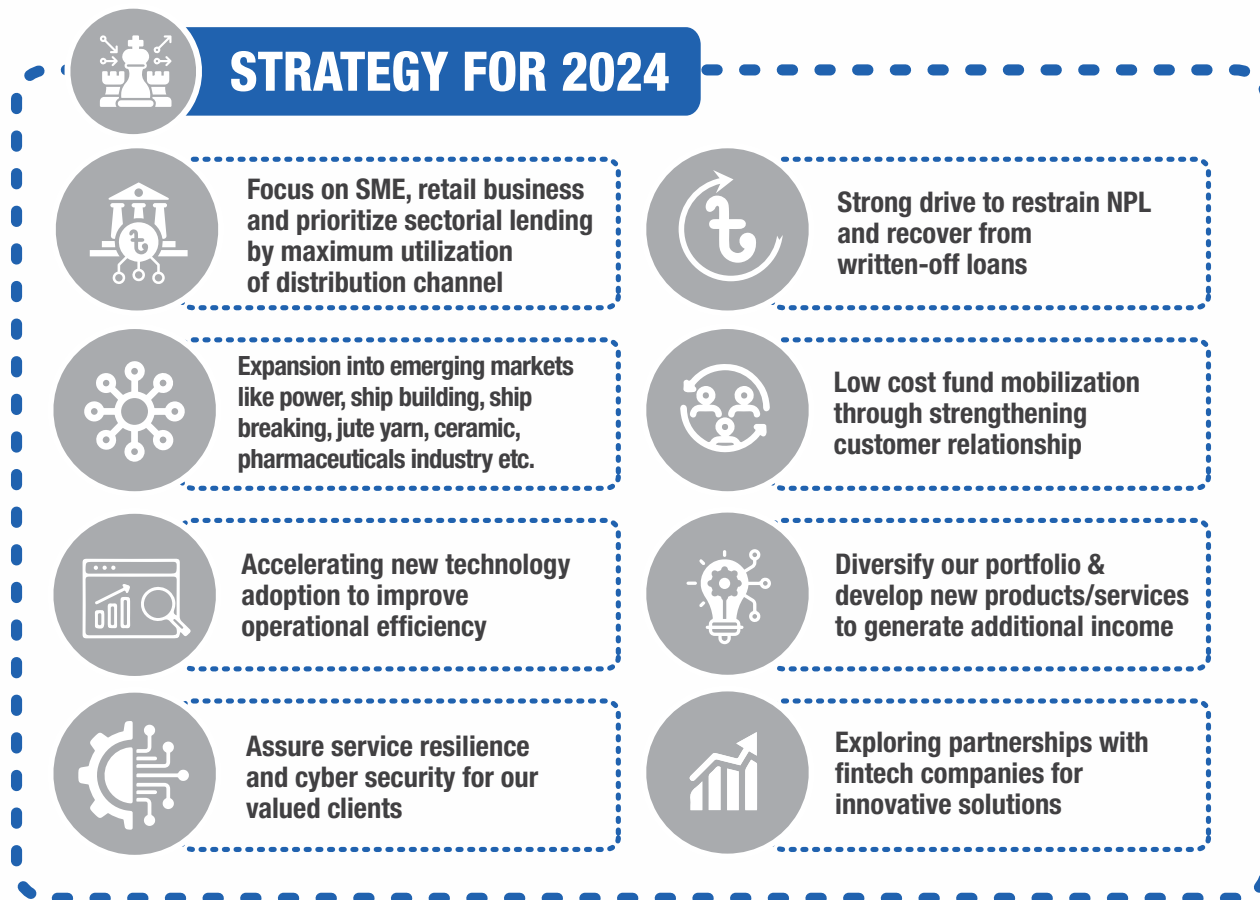 STRATEGY FOR 2024
Focus on SME, retail business
and prioritize sectorial lending
by maximum utilization
of distribution channel
Strong drive to restrain NPL
and recover from
written-off loans
Expansion into emerging markets
like power, ship building, ship
breaking, jute yarn, ceramic,
pharmaceuticals industry etc.
Low cost fund mobilization
through strengthening
customer relationship
Accelerating new technology
adoption to improve
operational efficiency
Diversify our portfolio &
develop new products/services
to generate additional income
Assure service resilience
and cyber security for our
valued clients
Exploring partnerships with
fintech companies for
innovative solutions